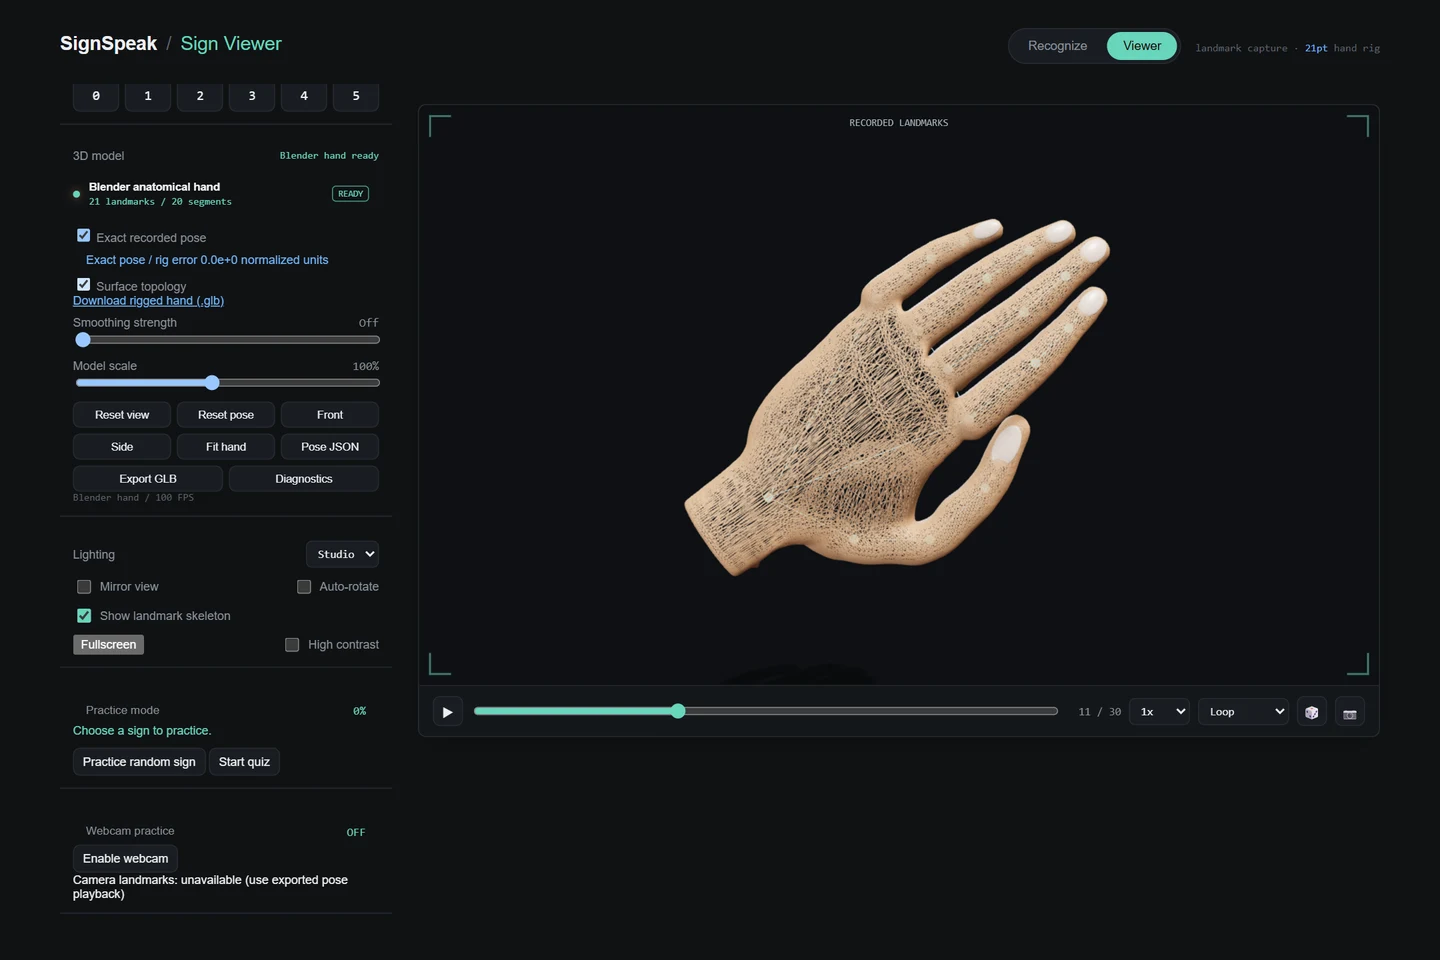 SignSpeak / Sign Viewer
Recognize Viewer landmark capture · 21pt hand rig
0 1 2 3 4 5
3D model Blender hand ready
Blender anatomical hand
21 landmarks / 20 segments
READY
Exact recorded pose
Exact pose / rig error 0.0e+0 normalized units
Surface topology
Download rigged hand (.glb)
Smoothing strength Off
Model scale 100%
Reset view Reset pose Front
Side Fit hand Pose JSON
Export GLB Diagnostics
Blender hand / 100 FPS
Lighting Studio
Mirror view Auto-rotate
Show landmark skeleton
Fullscreen High contrast
Practice mode 0%
Choose a sign to practice.
Practice random sign Start quiz
Webcam practice OFF
Enable webcam
Camera landmarks: unavailable (use exported pose
playback)
RECORDED LANDMARKS
11 / 30 1x Loop